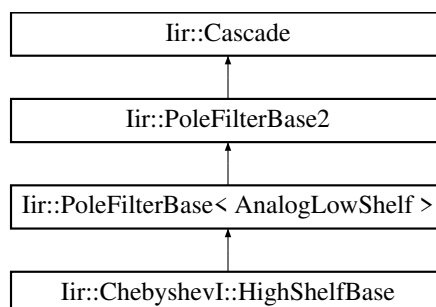 Iir::Cascade
Iir::PoleFilterBase2
Iir::PoleFilterBase< AnalogLowShelf >
Iir::ChebyshevI::HighShelfBase